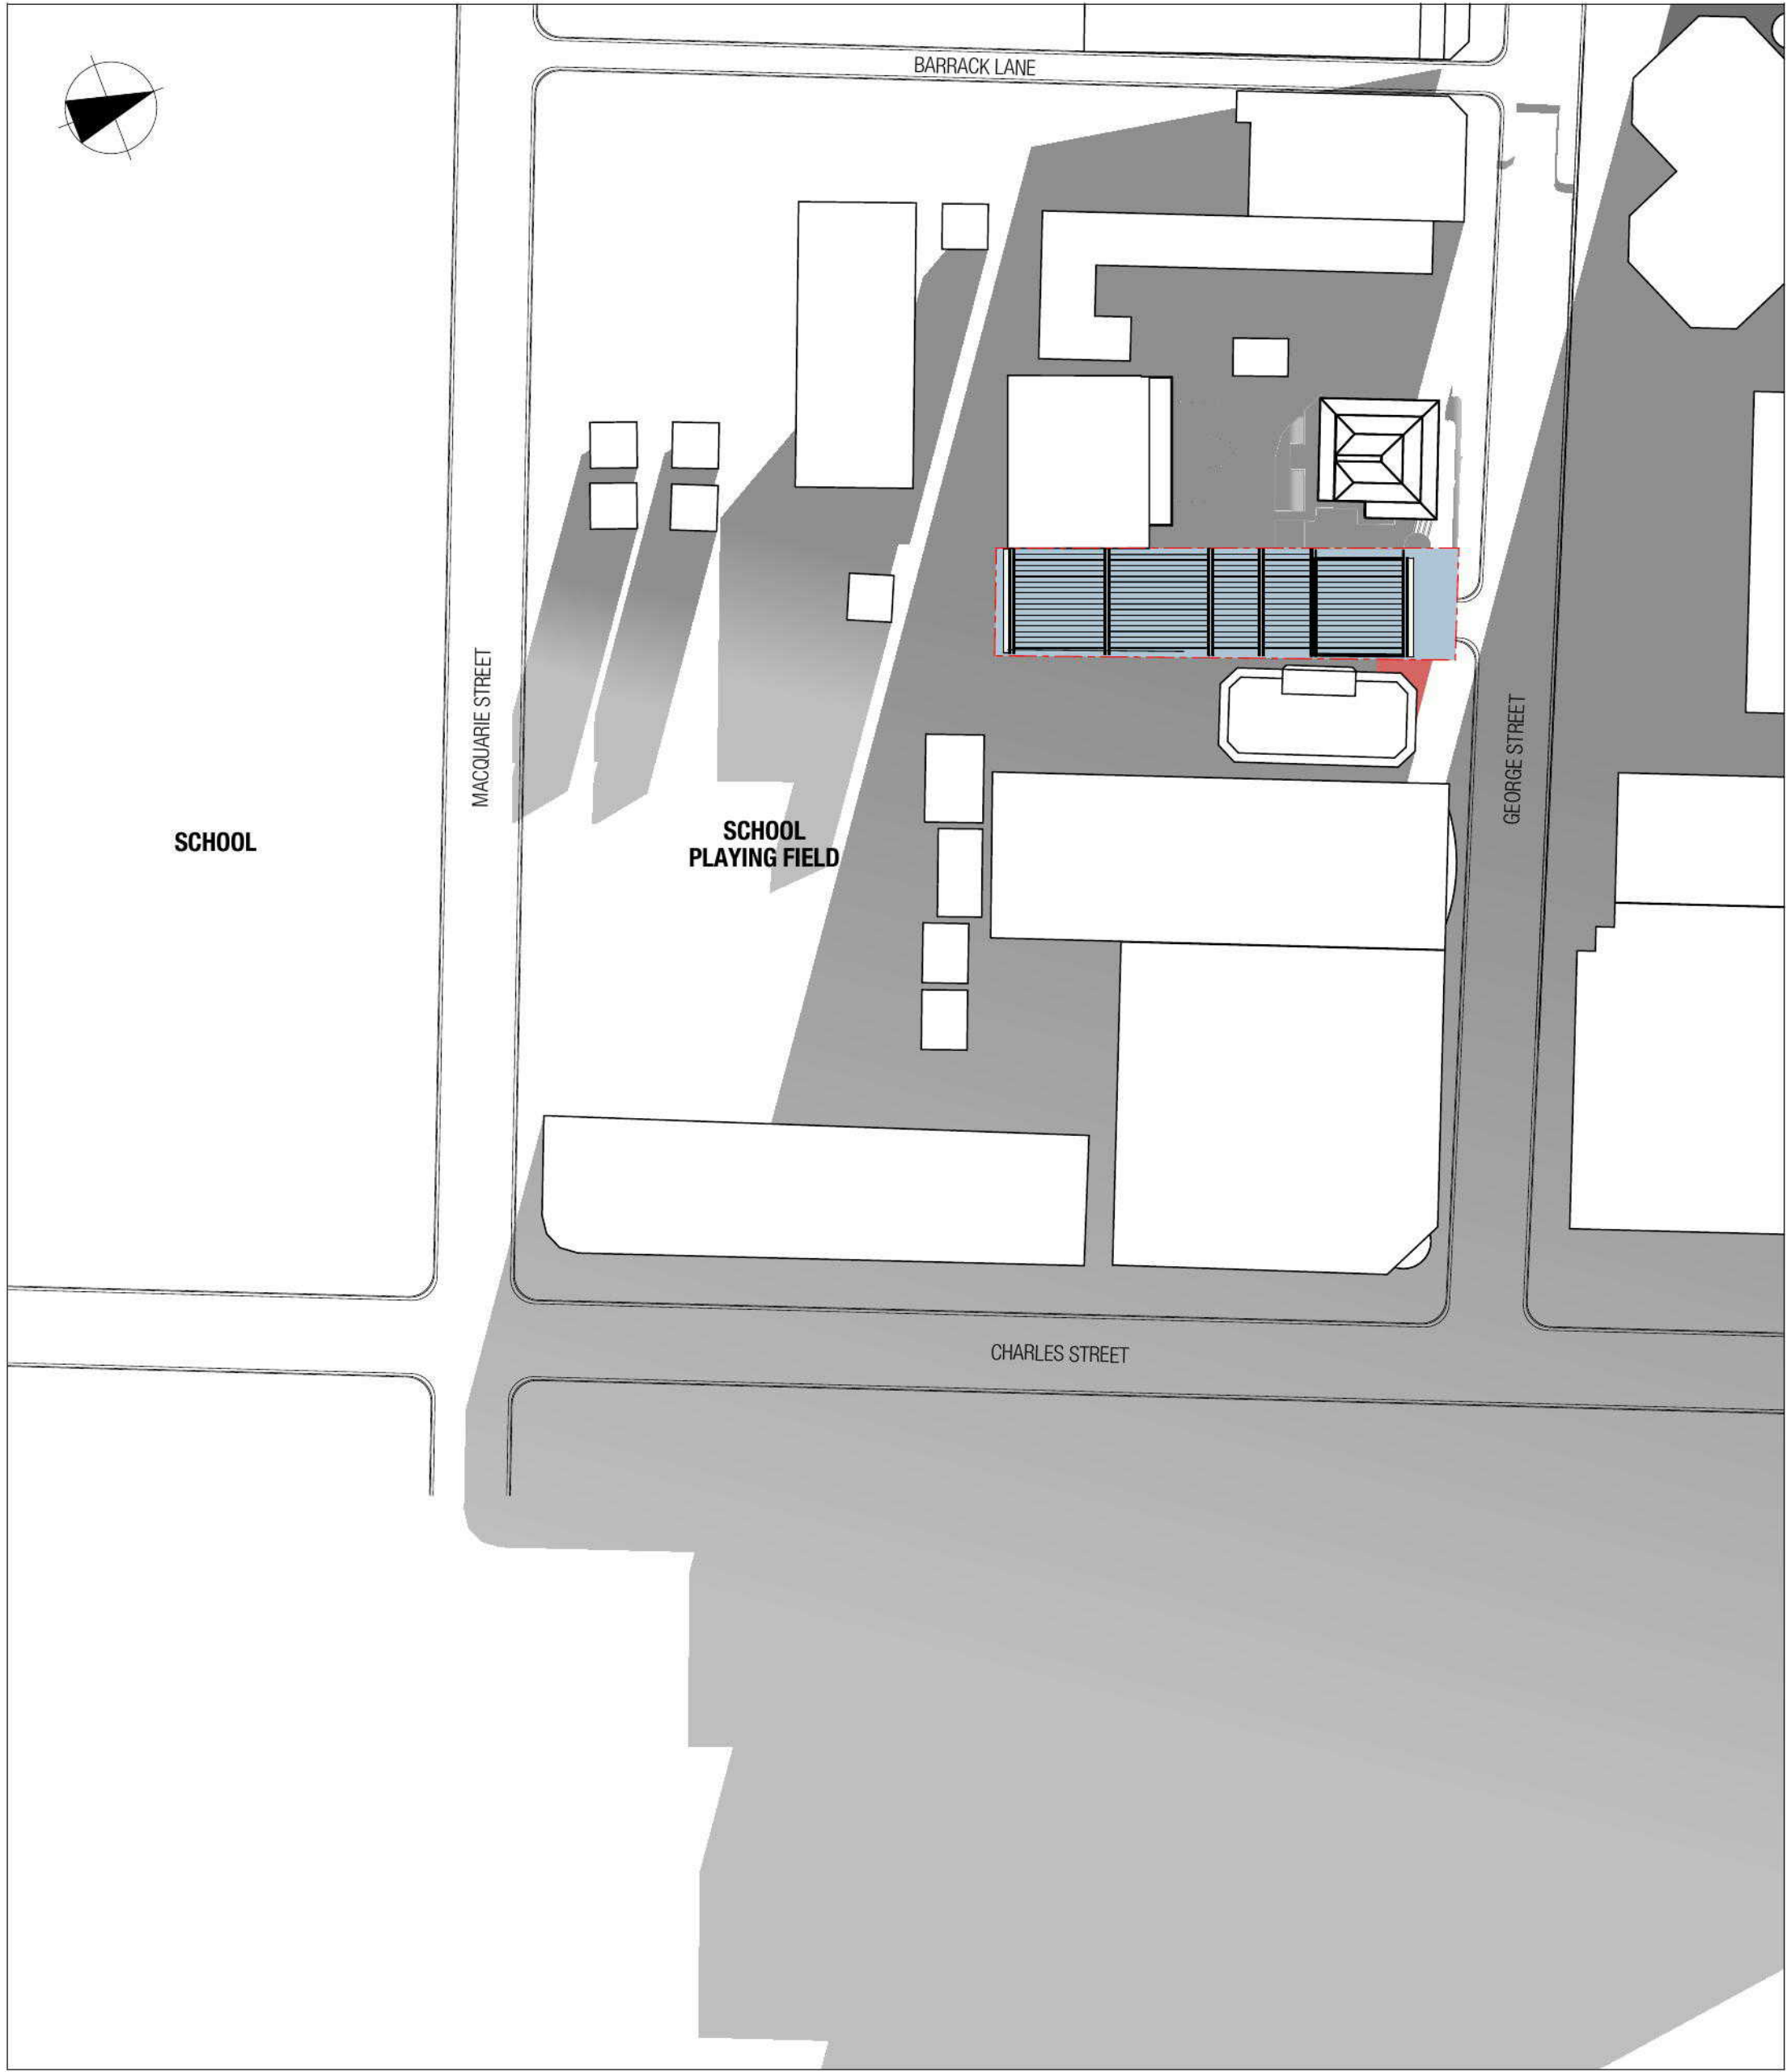 BARRACK LANE
MACQUARIE STREET
GEORGE STREET
SCHOOL
SCHOOL
PLAYING FIELD
CHARLES STREET